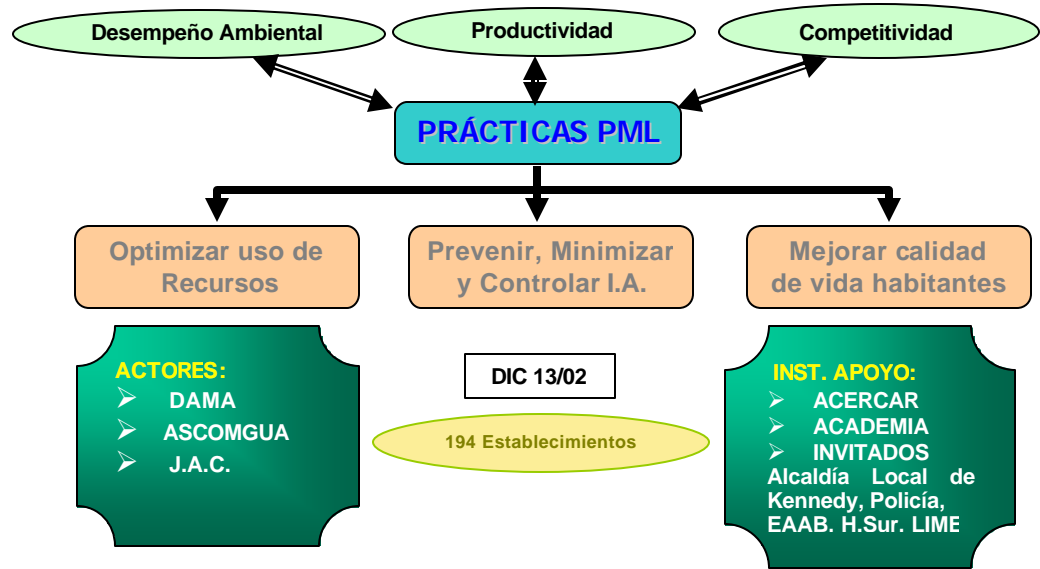 Desempeño Ambiental
Productividad
Competitividad
PRÁCTICAS PML
Optimizar uso de
Recursos
Prevenir, Minimizar
y Controlar I.A.
Mejorar calidad
de vida habitantes
ACTORES:
➢ DAMA
➢ ASCOMGUA
➢ J.A.C.
DIC 13/02
194 Establecimientos
INST. APOYO:
➢ ACERCAR
➢ ACADEMIA
➢ INVITADOS
Alcaldía Local de
Kennedy, Policía,
EAAB. H.Sur. LIME